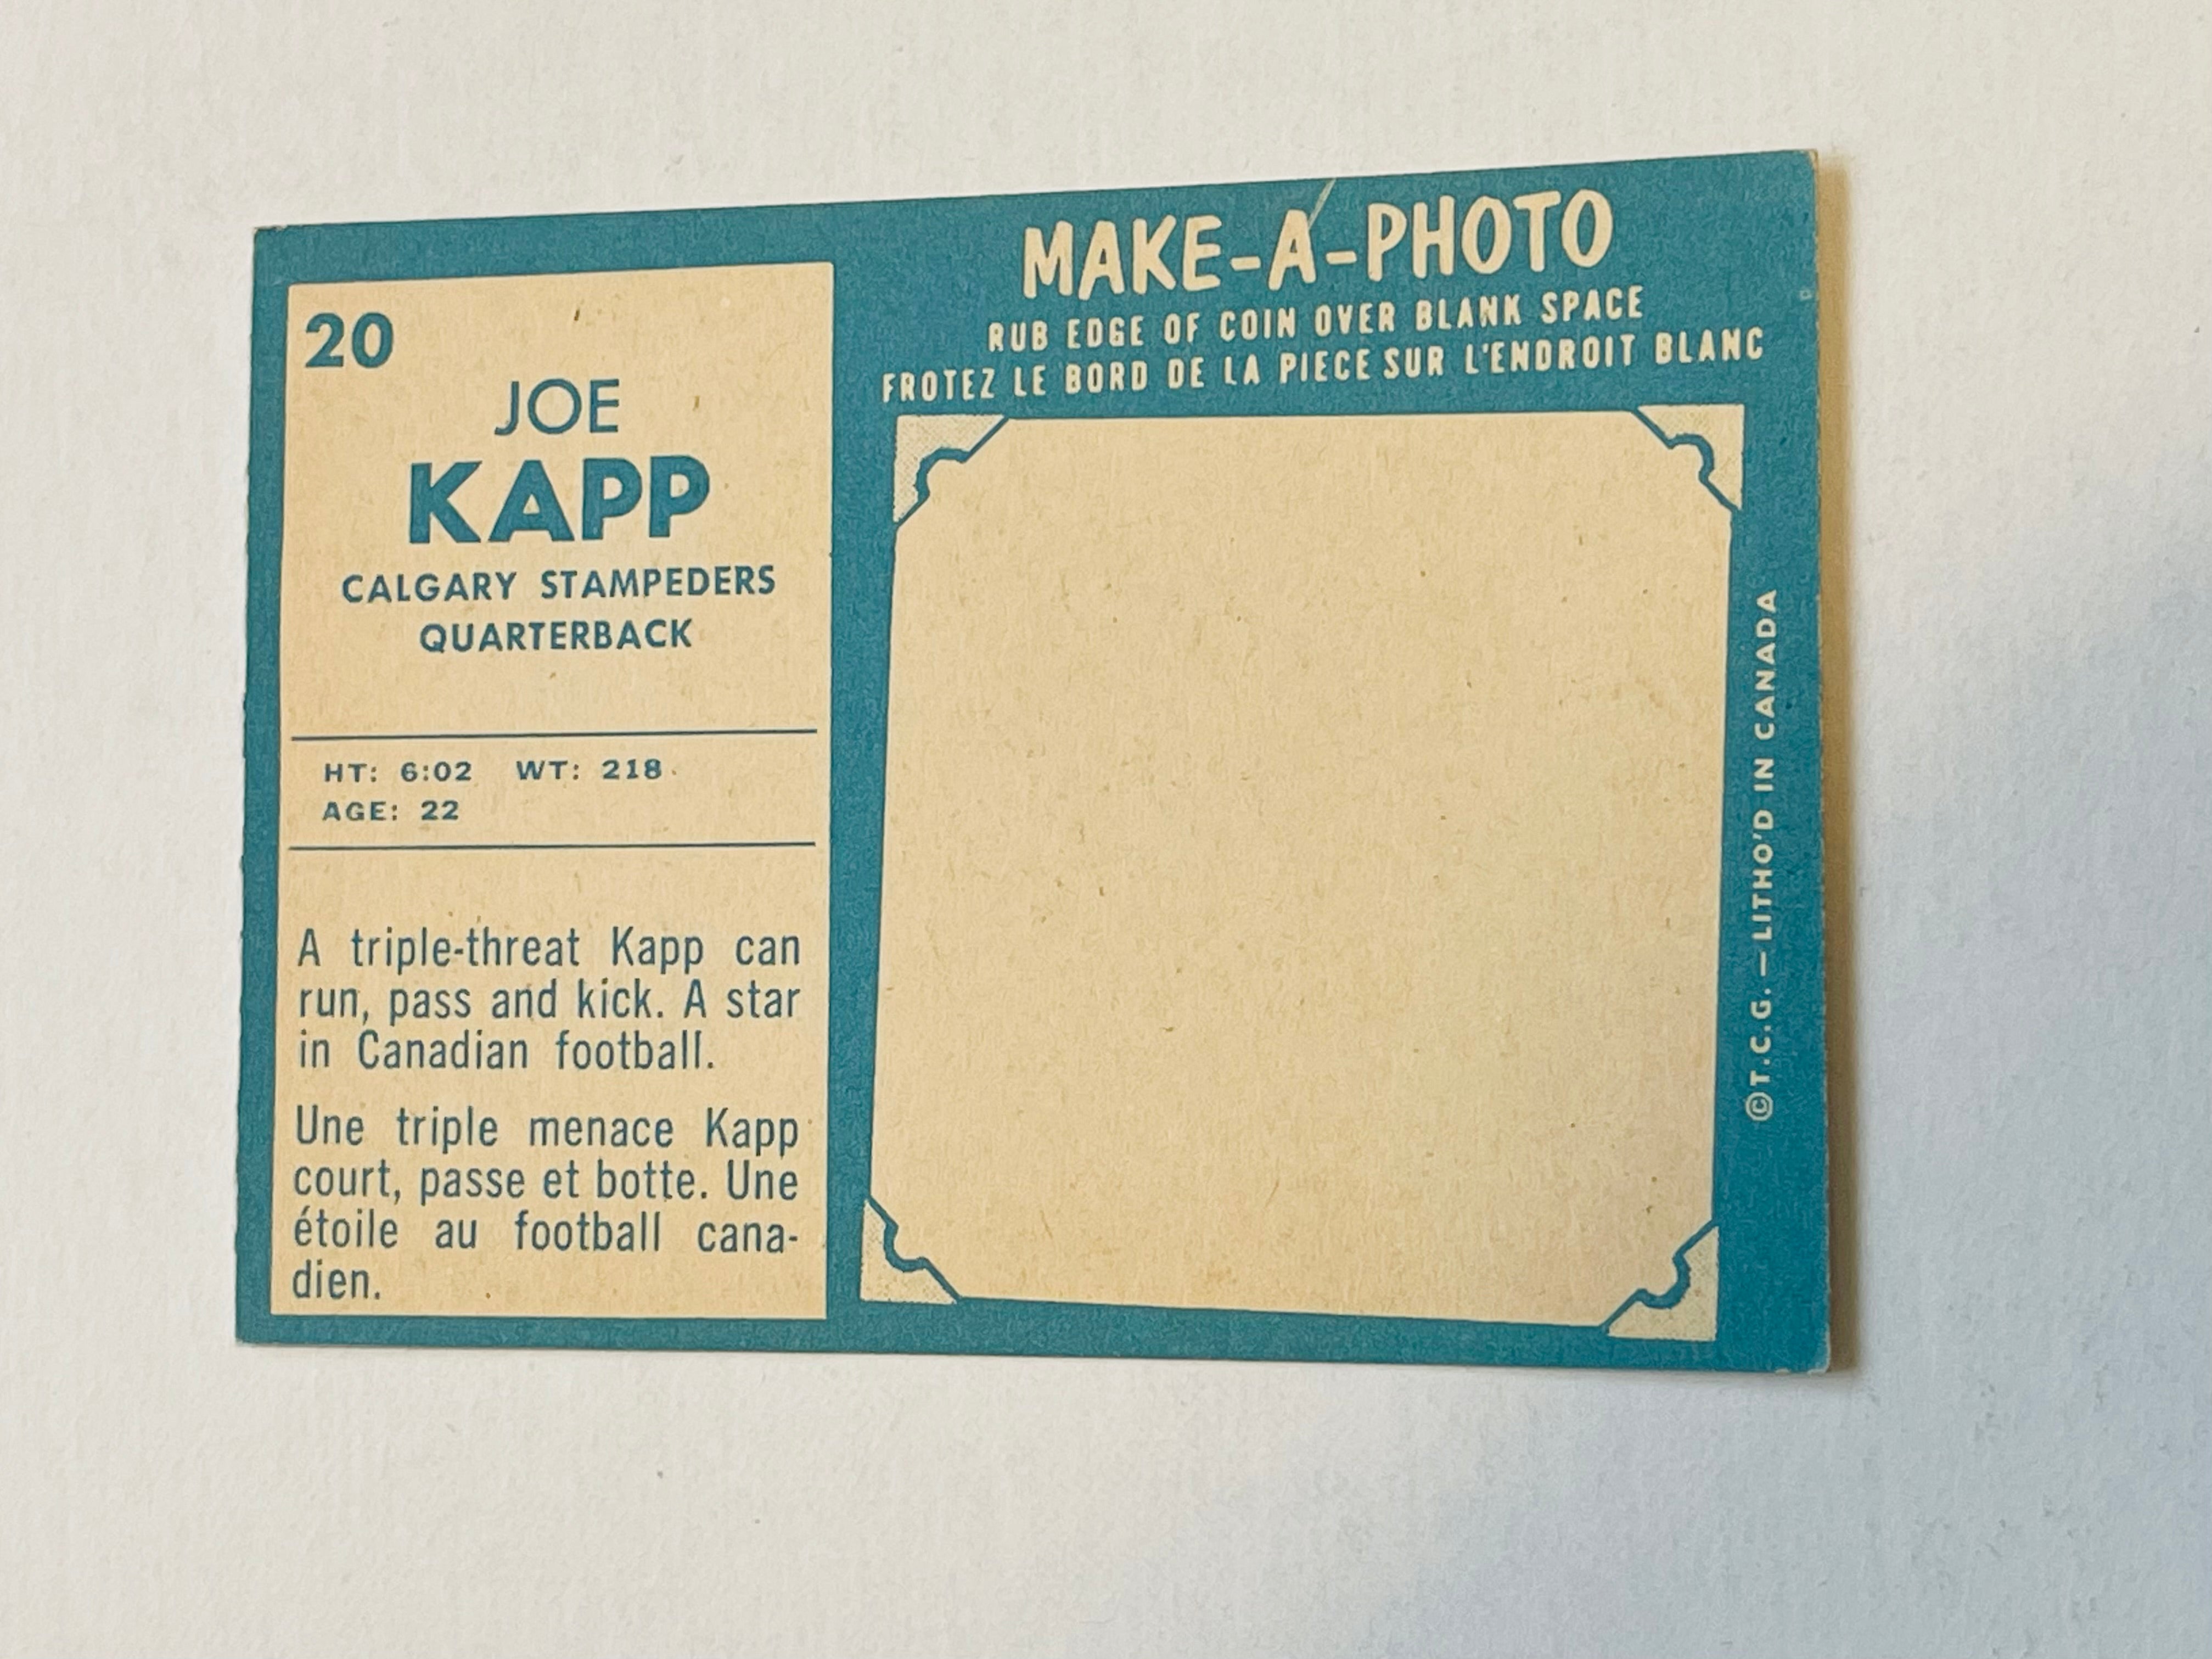 20
JOE
KAPP
CALGARY STAMPEDERS
QUARTERBACK
HT: 6:02 WT: 218
AGE: 22
A triple-threat Kapp can
run, pass and kick. A star
in Canadian football.
Une triple menace Kapp
court, passe et botte. Une
étoile au football cana-
dien.
MAKE-A-PHOTO
RUB EDGE OF COIN OVER BLANK SPACE
FROTEZ LE BORD DE LA PIECE SUR L'ENDROIT BLANC
©T.C.G.—LITHO'D IN CANADA